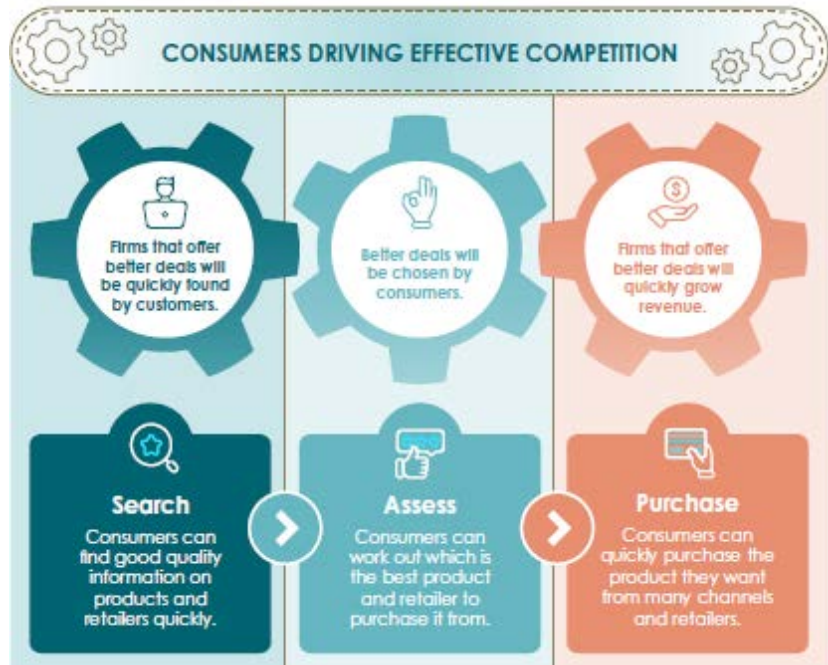 CONSUMERS DRIVING EFFECTIVE COMPETITION
Firms that offer
better deals will
be quickly found
by customers.
Better deals will
be chosen by
consumers.
Firms that offer
better deals will
quickly grow
revenue.
Search
Consumers can
find good quality
information on
products and
retailers quickly.
Assess
Consumers can
work out which is
the best product
and retailer to
purchase it from.
Purchase
Consumers can
quickly purchase the
product they want
from many channels
and retailers.